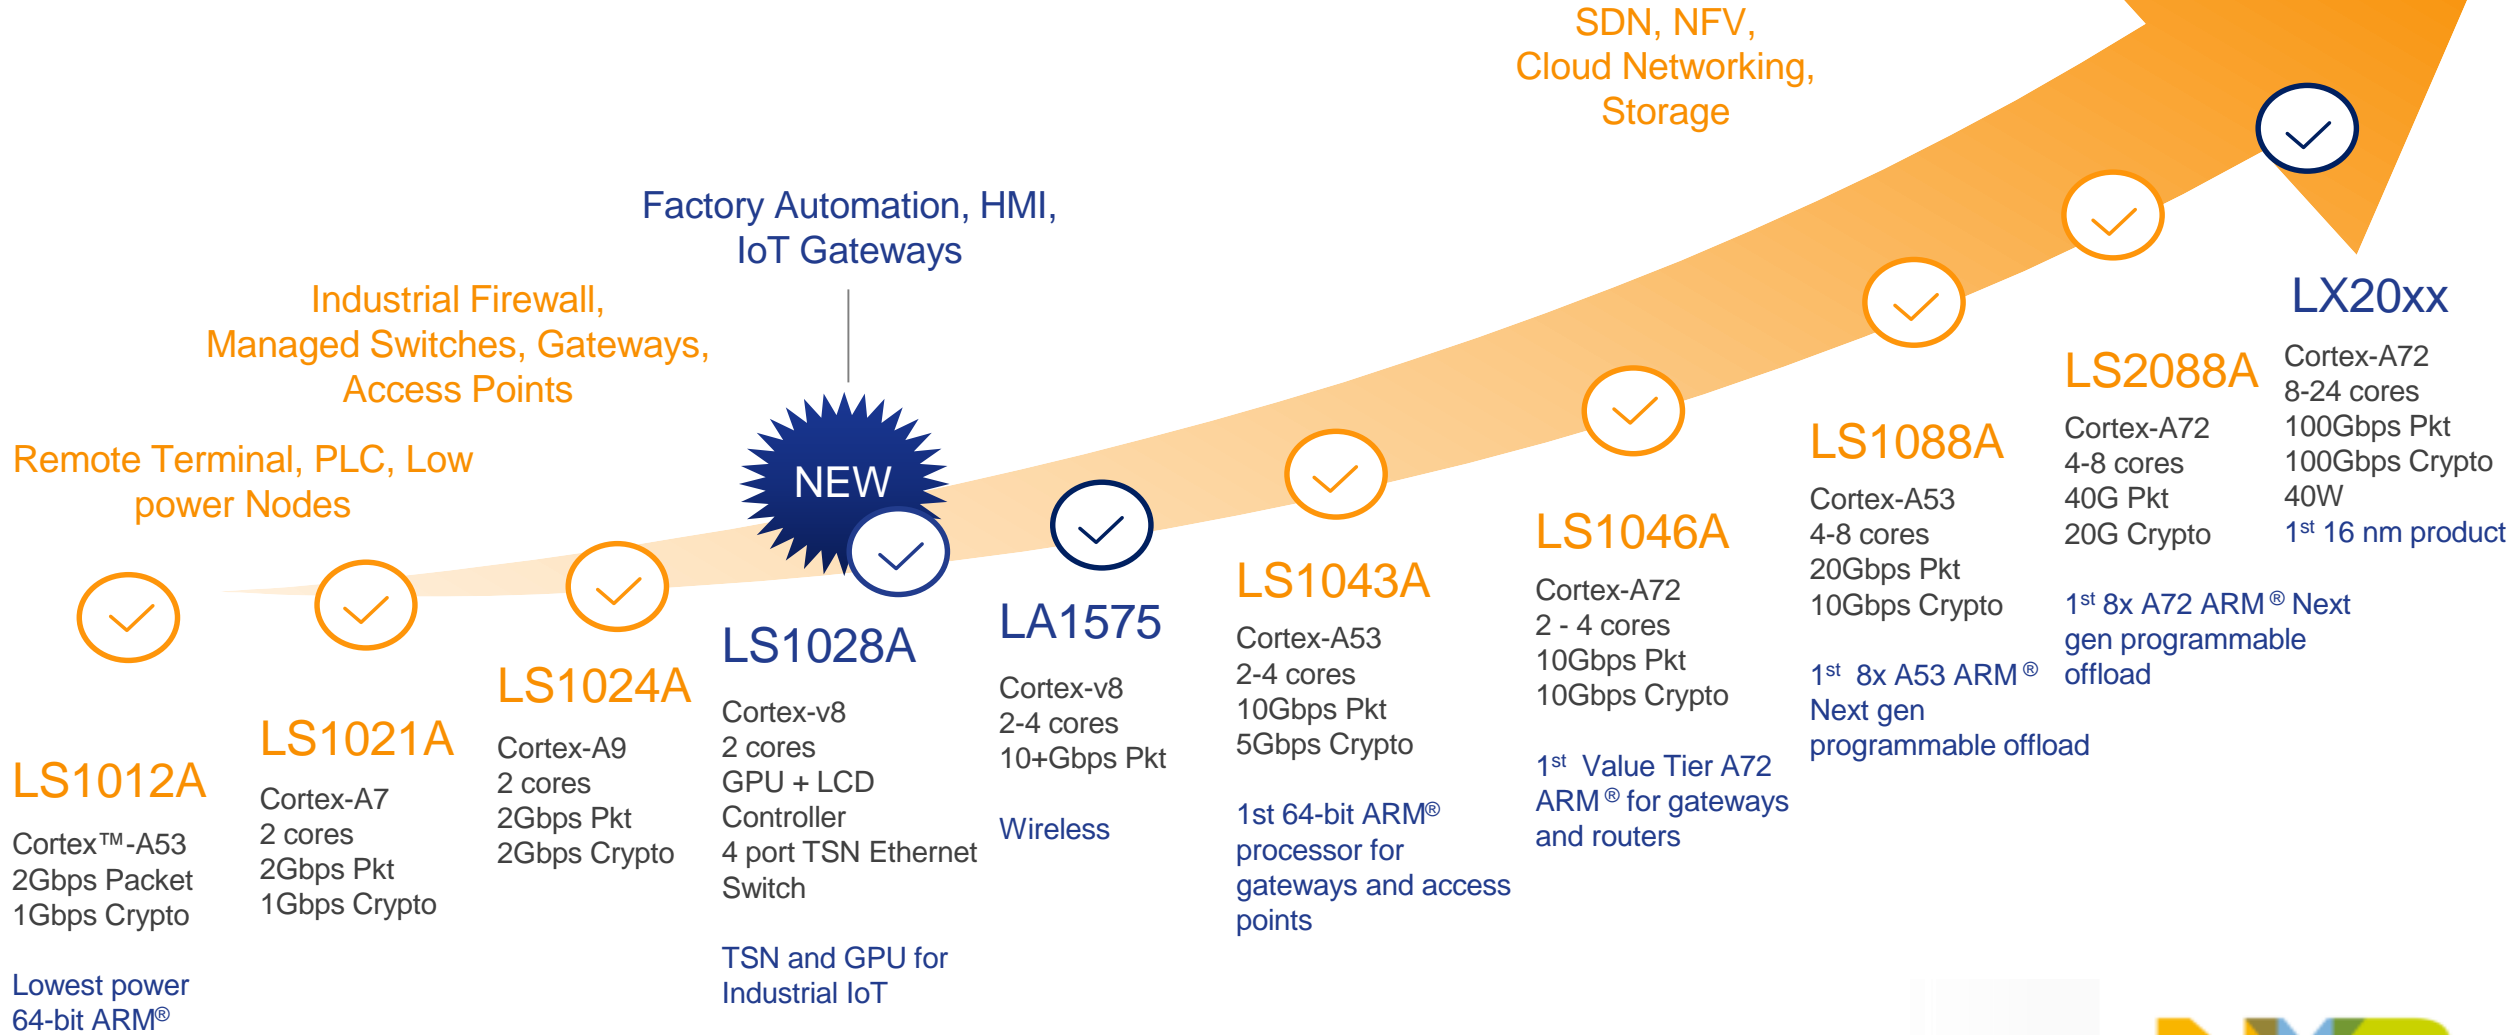 SDN, NFV,
Cloud Networking,
Storage
Factory Automation, HMI,
IoT Gateways
Industrial Firewall,
Managed Switches, Gateways,
Access Points
Remote Terminal, PLC, Low
power Nodes
NEW
LS1012A
Cortex™-A53
2Gbps Packet
1Gbps Crypto
Lowest power
64-bit ARM®
LS1021A
Cortex-A7
2 cores
2Gbps Pkt
1Gbps Crypto
LS1024A
Cortex-A9
2 cores
2Gbps Pkt
2Gbps Crypto
LS1028A
Cortex-v8
2 cores
GPU + LCD
Controller
4 port TSN Ethernet
Switch
TSN and GPU for
Industrial IoT
LA1575
Cortex-v8
2-4 cores
10+Gbps Pkt
Wireless
LS1043A
Cortex-A53
2-4 cores
10Gbps Pkt
5Gbps Crypto
1st 64-bit ARM®
processor for
gateways and access
points
LS1046A
Cortex-A72
2 - 4 cores
10Gbps Pkt
10Gbps Crypto
1st Value Tier A72
ARM ® for gateways
and routers
LS1088A
Cortex-A53
4-8 cores
20Gbps Pkt
10Gbps Crypto
1st 8x A53 ARM ®
Next gen
programmable offload
LS2088A
Cortex-A72
4-8 cores
40G Pkt
20G Crypto
1st 8x A72 ARM ® Next
gen programmable
offload
LX20xx
Cortex-A72
8-24 cores
100Gbps Pkt
100Gbps Crypto
40W
1st 16 nm product